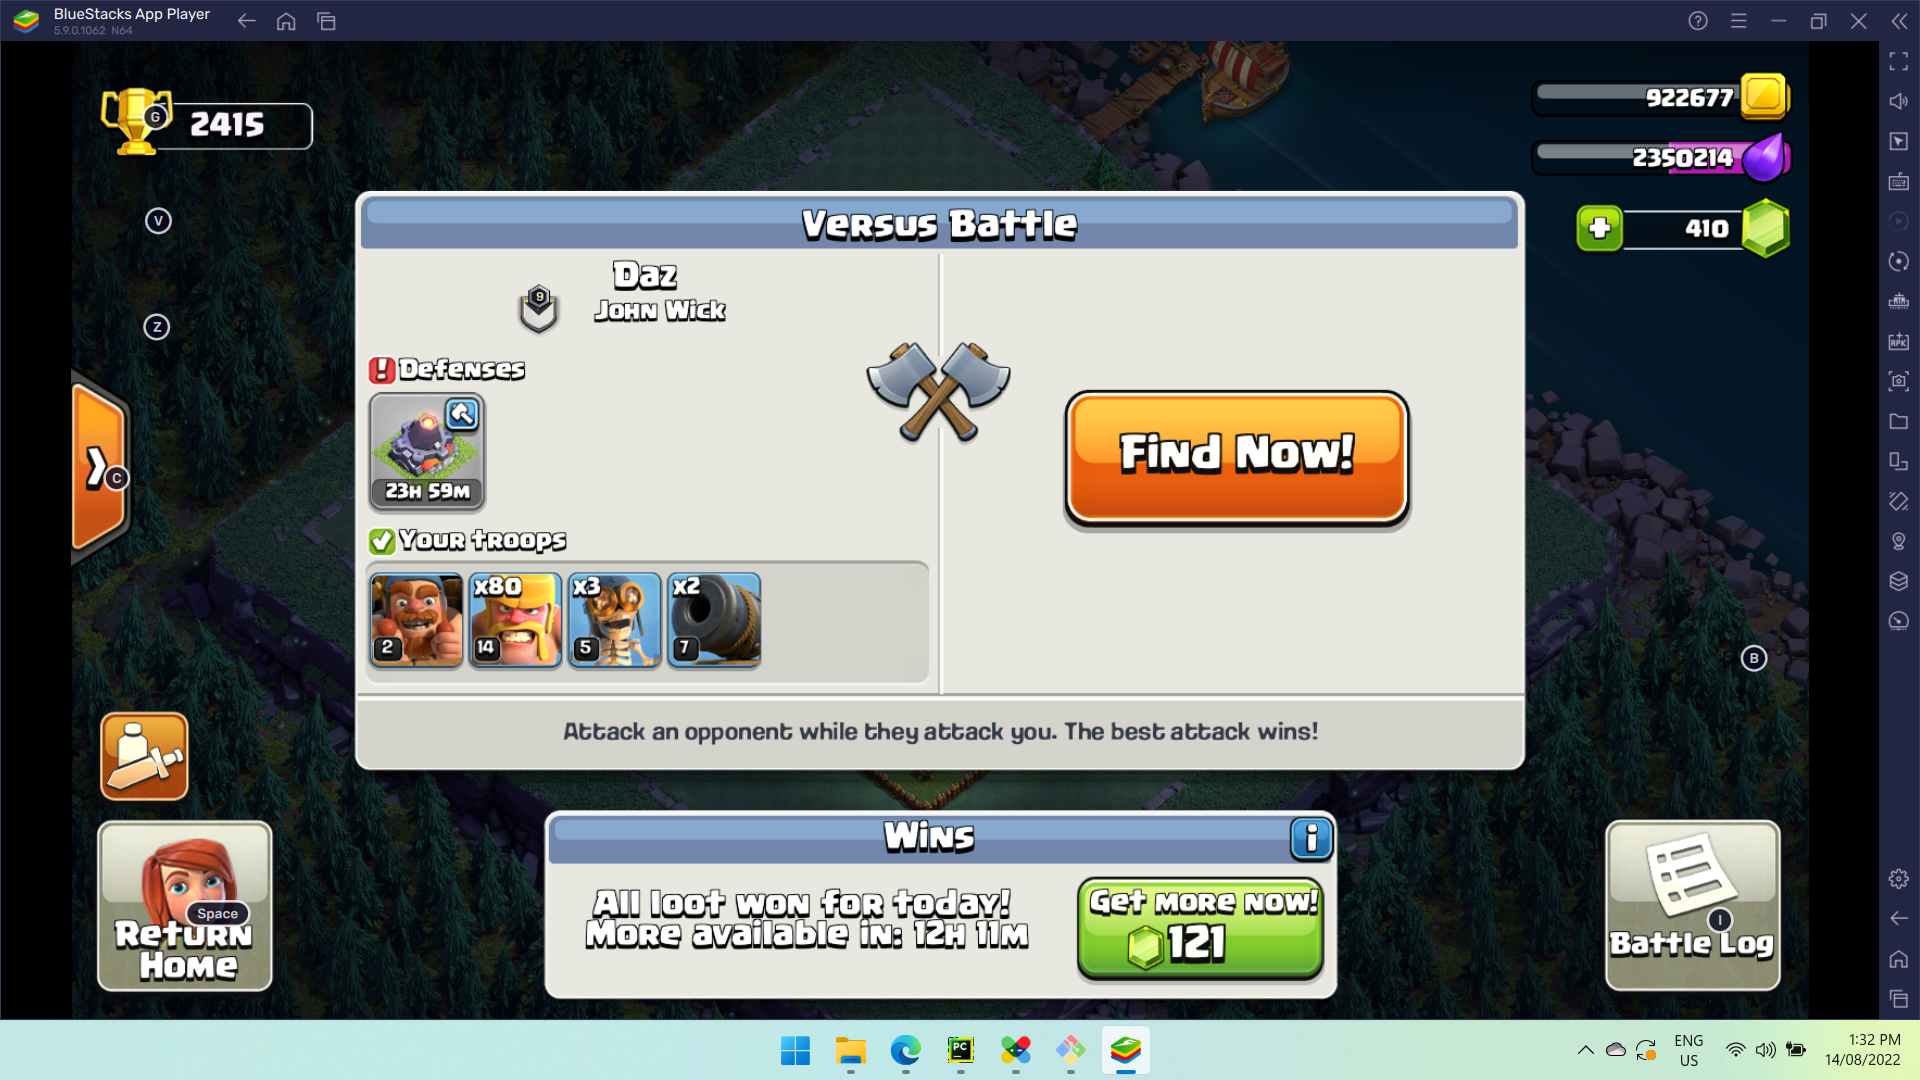 BlueStacks App Player
5.9.0.1062 N64
G
2415
922677
2350214
410
V
Z
C
B
Versus Battle
Daz
John Wick
9
Defenses
23H 59M
Your troops
2
x80
14
x3
5
x2
7
Find Now!
Attack an opponent while they attack you. The best attack wins!
Wins
i
All loot won for today!
More available in: 12H 11M
Get more now!
121
Space
Return
Home
I
Battle Log
RTM
APK
PC
ENG
US
1:32 PM
14/08/2022